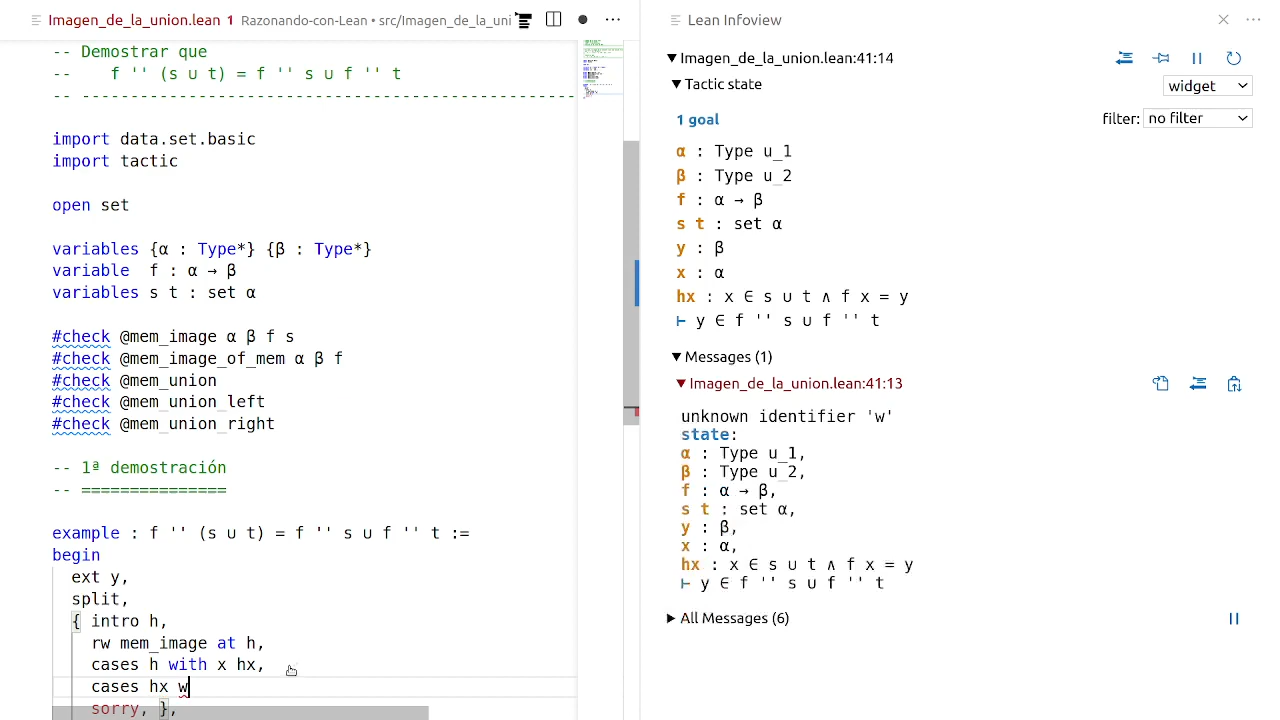 Imagen_de_la_union.lean 1 Razonando-con-Lean • src/Imagen_de_la_uni
-- Demostrar que
--    f '' (s ∪ t) = f '' s ∪ f '' t
-- ---------------------------------------------------
import data.set.basic
import tactic
open set
variables {α : Type*} {β : Type*}
variable  f : α → β
variables s t : set α
#check @mem_image α β f s
#check @mem_image_of_mem α β f
#check @mem_union
#check @mem_union_left
#check @mem_union_right
-- 1ª demostración
-- ===============
example : f '' (s ∪ t) = f '' s ∪ f '' t :=
begin
  ext y,
  split,
  { intro h,
    rw mem_image at h,
    cases h with x hx,
    cases hx w
    sorry, },
Lean Infoview
Imagen_de_la_union.lean:41:14
Tactic state
widget
1 goal
filter: no filter
α : Type u_1
β : Type u_2
f : α → β
s t : set α
y : β
x : α
hx : x ∈ s ∪ t ∧ f x = y
⊢ y ∈ f '' s ∪ f '' t
Messages (1)
Imagen_de_la_union.lean:41:13
unknown identifier 'w'
state:
α : Type u_1,
β : Type u_2,
f : α → β,
s t : set α,
y : β,
x : α,
hx : x ∈ s ∪ t ∧ f x = y
⊢ y ∈ f '' s ∪ f '' t
All Messages (6)